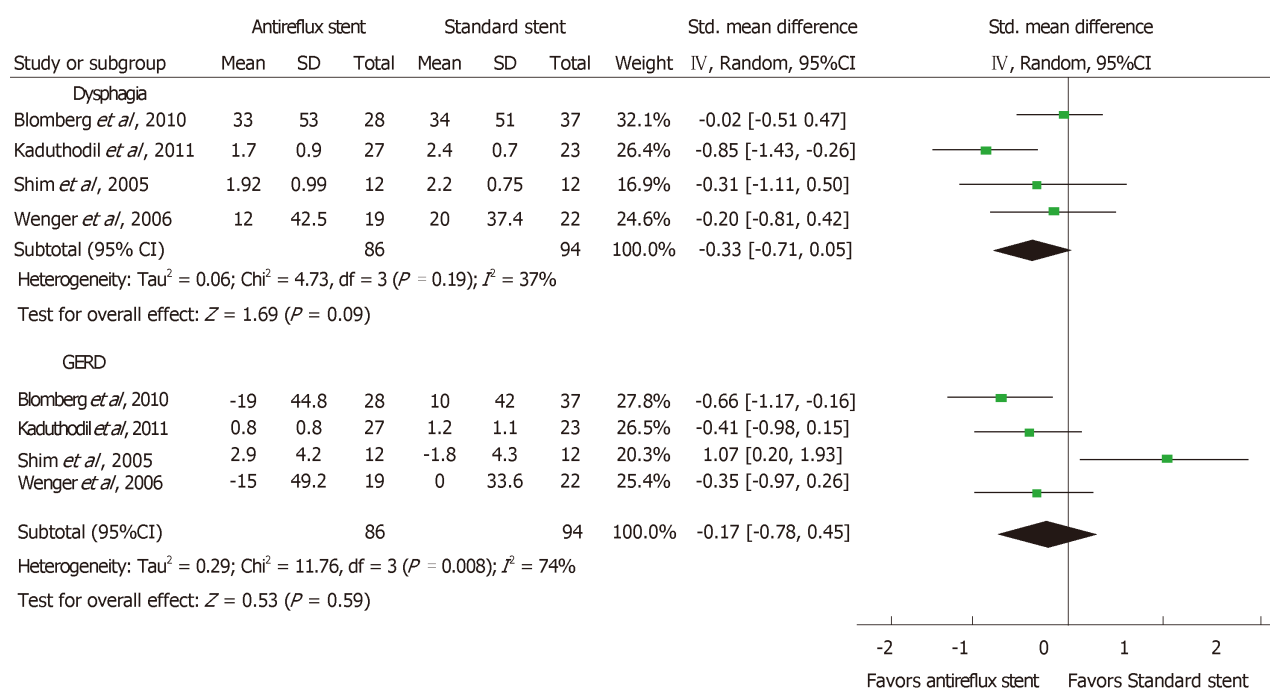 Antireflux stent Standard stent Std. mean difference Std. mean difference
Study or subgroup Mean SD Total Mean SD Total Weight Ⅳ, Random, 95%CI Ⅳ, Random, 95%CI
Dysphagia
Blomberg et al, 2010 33 53 28 34 51 37 32.1% -0.02 [-0.51 0.47]
Kaduthodil et al, 2011 1.7 0.9 27 2.4 0.7 23 26.4% -0.85 [-1.43, -0.26]
Shim et al, 2005 1.92 0.99 12 2.2 0.75 12 16.9% -0.31 [-1.11, 0.50]
Wenger et al, 2006 12 42.5 19 20 37.4 22 24.6% -0.20 [-0.81, 0.42]
Subtotal (95% CI) 86 94 100.0% -0.33 [-0.71, 0.05]
Heterogeneity: Tau² = 0.06; Chi² = 4.73, df = 3 (P = 0.19); I² = 37%
Test for overall effect: Z = 1.69 (P = 0.09)
GERD
Blomberg et al, 2010 -19 44.8 28 10 42 37 27.8% -0.66 [-1.17, -0.16]
Kaduthodil et al, 2011 0.8 0.8 27 1.2 1.1 23 26.5% -0.41 [-0.98, 0.15]
Shim et al, 2005 2.9 4.2 12 -1.8 4.3 12 20.3% 1.07 [0.20, 1.93]
Wenger et al, 2006 -15 49.2 19 0 33.6 22 25.4% -0.35 [-0.97, 0.26]
Subtotal (95%CI) 86 94 100.0% -0.17 [-0.78, 0.45]
Heterogeneity: Tau² = 0.29; Chi² = 11.76, df = 3 (P = 0.008); I² = 74%
Test for overall effect: Z = 0.53 (P = 0.59)
-2 -1 0 1 2
Favors antireflux stent Favors Standard stent